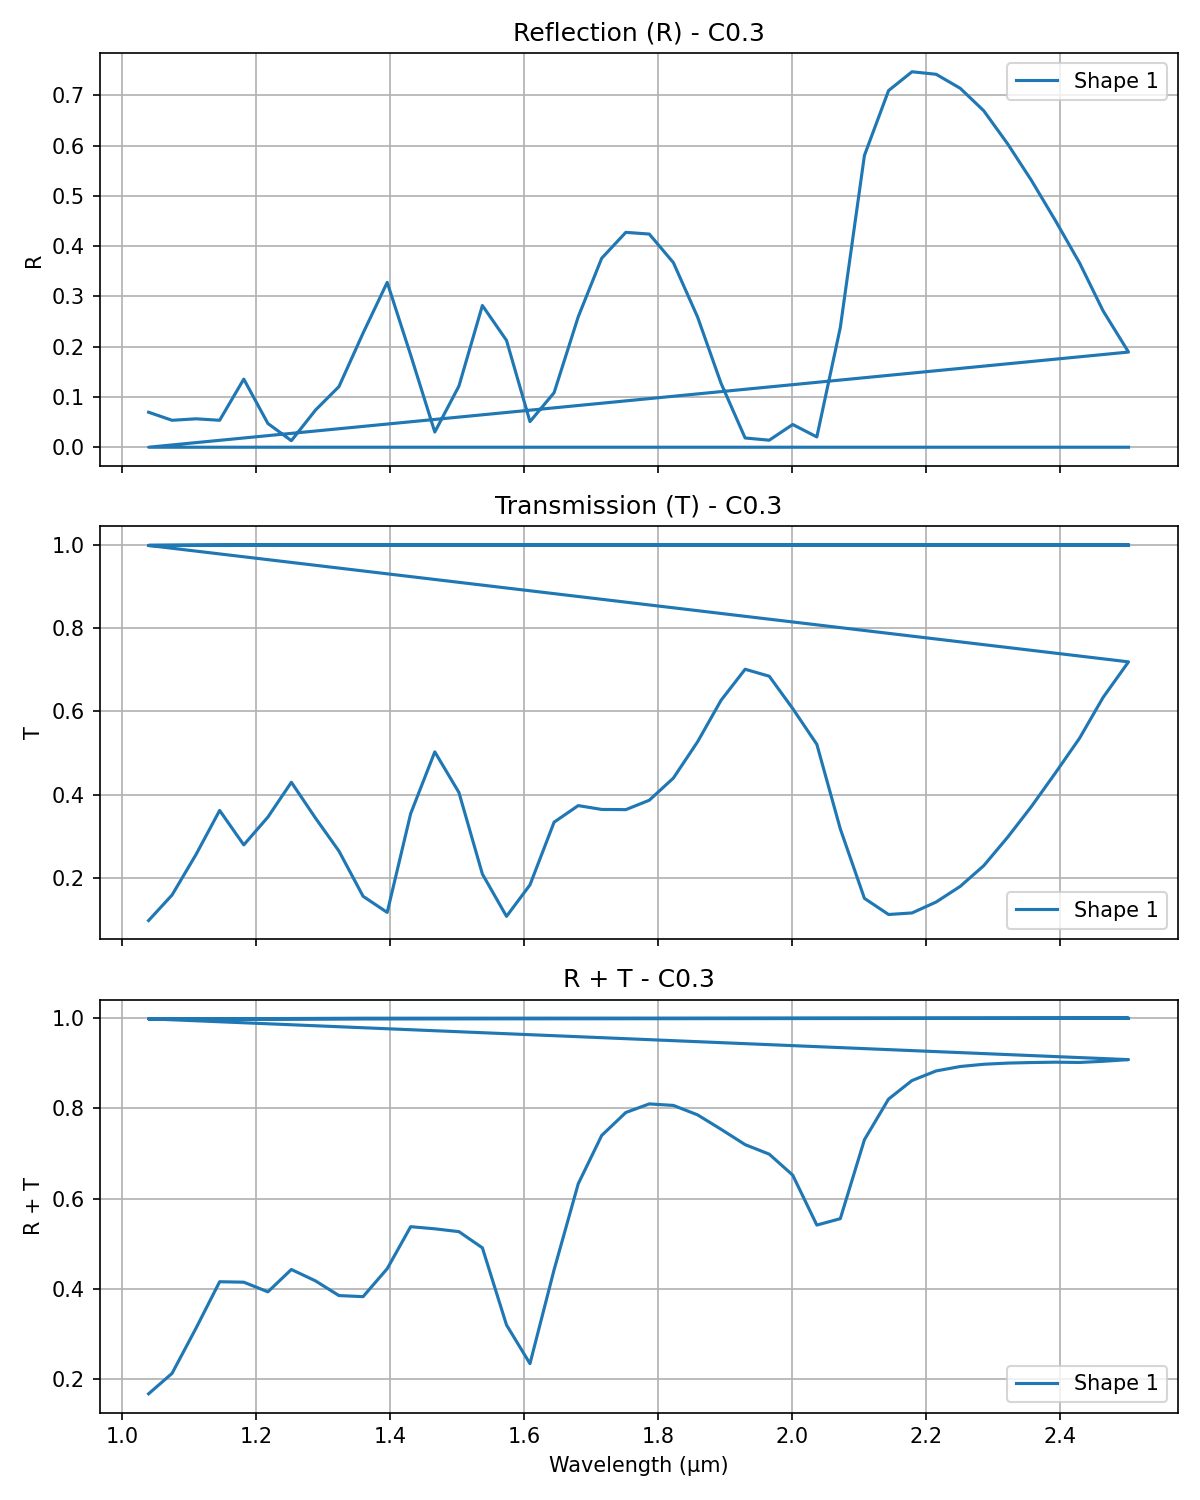 Reflection (R) - C0.3
R
0.7
0.6
0.5
0.4
0.3
0.2
0.1
0.0
Shape 1
Transmission (T) - C0.3
T
1.0
0.8
0.6
0.4
0.2
Shape 1
R + T - C0.3
R + T
1.0
0.8
0.6
0.4
0.2
Shape 1
1.0 1.2 1.4 1.6 1.8 2.0 2.2 2.4
Wavelength (μm)